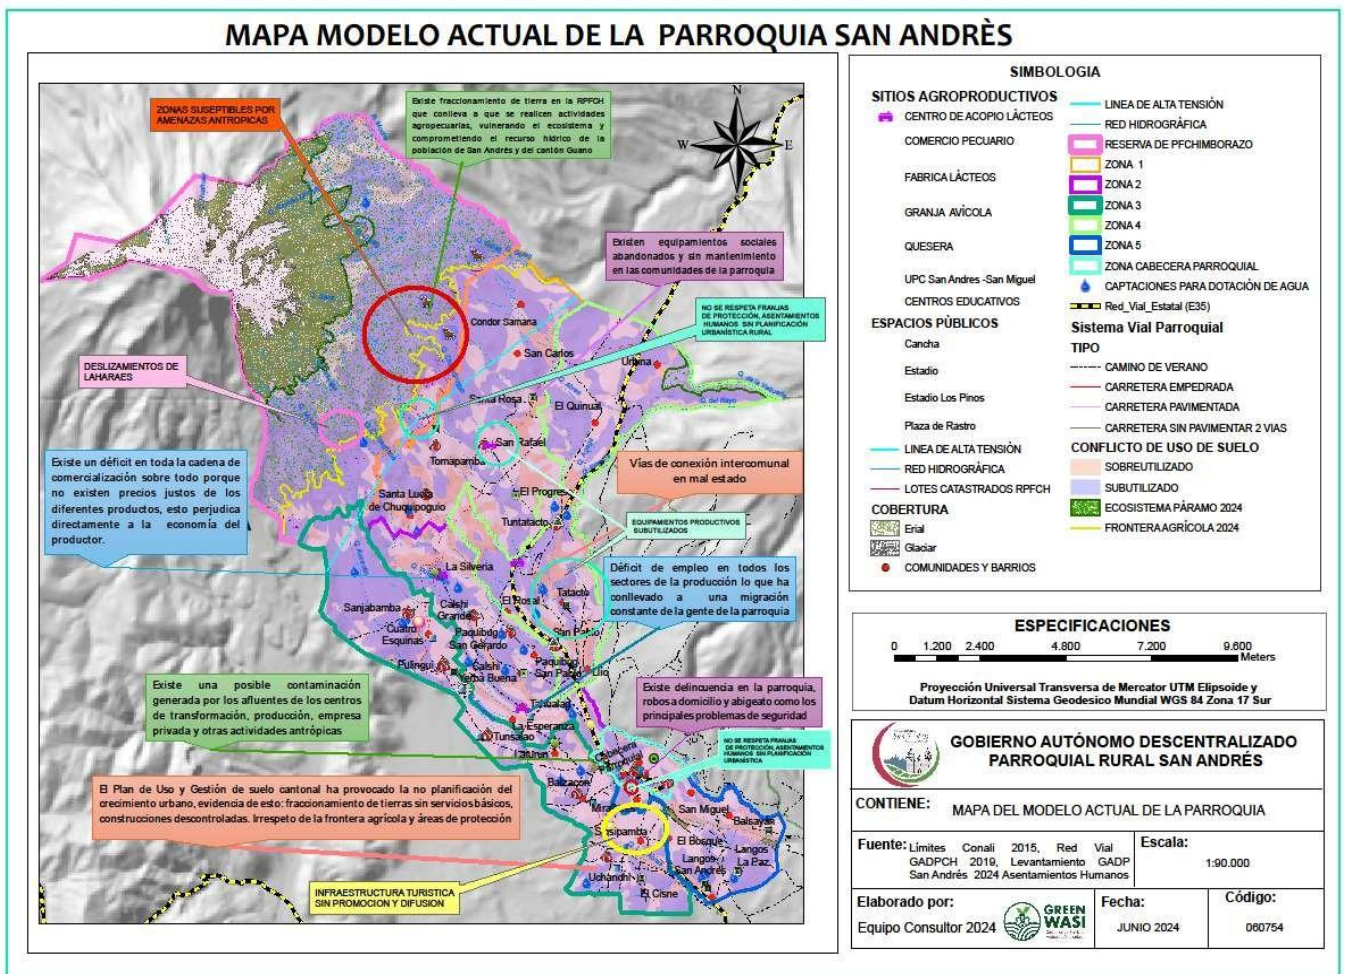 MAPA MODELO ACTUAL DE LA PARROQUIA SAN ANDRÈS
ZONAS SUSEPTIBLES POR
AMENAZAS ANTROPICAS
Existe fraccionamiento de tierra en la RPFCH
que conlleva a que se realicen actividades
agropecuarias, vulnerando el ecosistema y
comprometiendo el recurso hídrico de la
población de San Andrés y del cantón Guano
N
W
E
S
Existen equipamientos sociales
abandonados y sin mantenimiento
en las comunidades de la parroquia
NO SE RESPETA FRANJAS
DE PROTECCIÓN, ASENTAMIENTOS
HUMANOS SIN PLANIFICACIÓN
URBANÍSTICA RURAL
DESLIZAMIENTOS DE
LAHARAES
Condor Samana
San Carlos
Urbina
Santa Rosa
El Quinual
San Rafael
Tomapamba
Existe un déficit en toda la cadena de
comercialización sobre todo porque
no existen precios justos de los
diferentes productos, esto perjudica
directamente a la economía del
productor.
Vías de conexión intercomunal
en mal estado
Santa Lucía
de Chuquipoguio
El Progreso
Tuntatacto
EQUIPAMIENTOS PRODUCTIVOS
SUBUTILIZADOS
La Silveria
Déficit de empleo en todos los
sectores de la producción lo que ha
conllevado a una migración
constante de la gente de la parroquia
Sanjabamba
Calshi
Grande
El Rosal
Tatacto
Cuatro
Esquinas
Paquibug
San Gerardo
San Pablo
Pulingui
Calshi
Yerba Buena
Paquibug
San Pablo
Lilo
Existe una posible contaminación
generada por los afluentes de los centros
de transformación, producción, empresa
privada y otras actividades antrópicas
Existe delincuencia en la parroquia,
robos a domicilio y abigeato como los
principales problemas de seguridad
La Esperanza
Tunsalao
NO SE RESPETA FRANJAS
DE PROTECCIÓN, ASENTAMIENTOS
HUMANOS SIN PLANIFICACIÓN
URBANÍSTICA
Cabecera
Parroquial
Batzacon
El Plan de Uso y Gestión de suelo cantonal ha provocado la no planificación del
crecimiento urbano, evidencia de esto: fraccionamiento de tierras sin servicios básicos,
construcciones descontroladas. Irrespeto de la frontera agrícola y áreas de protección
San Miguel
Balsayan
Sasipamba
El Bosque
Langos
La Paz
Langos
San Andrés
Uchandhi
El Cisne
INFRAESTRUCTURA TURISTICA
SIN PROMOCION Y DIFUSION
SIMBOLOGIA
SITIOS AGROPRODUCTIVOS
CENTRO DE ACOPIO LÀCTEOS
COMERCIO PECUARIO
FABRICA LÀCTEOS
GRANJA AVÍCOLA
QUESERA
UPC San Andres -San Miguel
CENTROS EDUCATIVOS
ESPACIOS PÙBLICOS
Cancha
Estadio
Estadio Los Pinos
Plaza de Rastro
LINEA DE ALTA TENSIÒN
RED HIDROGRÀFICA
LOTES CATASTRADOS RPFCH
COBERTURA
Erial
Glaciar
COMUNIDADES Y BARRIOS
LINEA DE ALTA TENSIÒN
RED HIDROGRÀFICA
RESERVA DE PFCHIMBORAZO
ZONA 1
ZONA 2
ZONA 3
ZONA 4
ZONA 5
ZONA CABECERA PARROQUIAL
CAPTACIONES PARA DOTACIÒN DE AGUA
Red_Vial_Estatal (E35)
Sistema Vial Parroquial
TIPO
CAMINO DE VERANO
CARRETERA EMPEDRADA
CARRETERA PAVIMENTADA
CARRETERA SIN PAVIMENTAR 2 VIAS
CONFLICTO DE USO DE SUELO
SOBREUTILIZADO
SUBUTILIZADO
ECOSISTEMA PÁRAMO 2024
FRONTERA AGRÍCOLA 2024
ESPECIFICACIONES
0 1.200 2.400 4.800 7.200 9.600
Meters
Proyección Universal Transversa de Mercator UTM Elipsoide y
Datum Horizontal Sistema Geodesico Mundial WGS 84 Zona 17 Sur
GOBIERNO AUTÓNOMO DESCENTRALIZADO
PARROQUIAL RURAL SAN ANDRÉS
CONTIENE: MAPA DEL MODELO ACTUAL DE LA PARROQUIA
Fuente: Límites Conali 2015, Red Vial
GADPCH 2019, Levantamiento GADP
San Andrés 2024 Asentamientos Humanos
Escala:
1:90.000
Elaborado por:
Equipo Consultor 2024
GREEN
WASI
Fecha:
JUNIO 2024
Código:
060754